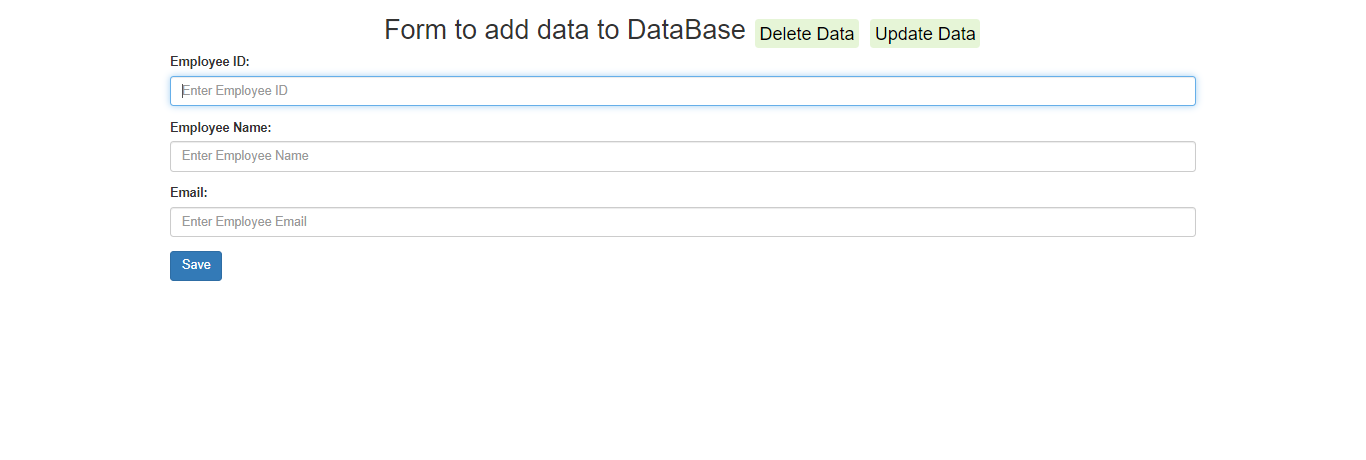 Form to add data to DataBase Delete Data Update Data
Employee ID:
Enter Employee ID
Employee Name:
Enter Employee Name
Email:
Enter Employee Email
Save